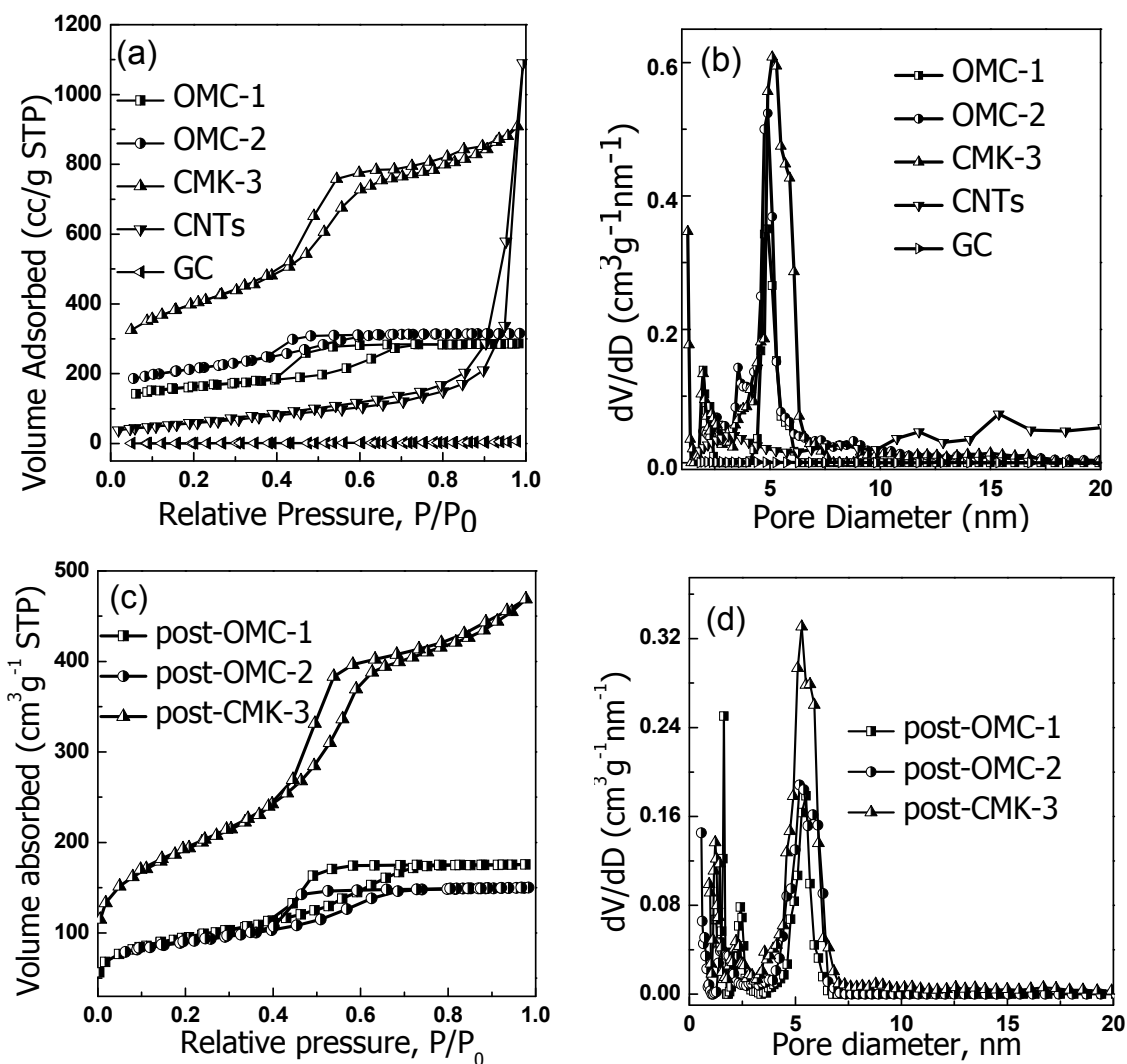 (a)
OMC-1
OMC-2
CMK-3
CNTs
GC
1200
1000
800
600
400
200
0
Volume Adsorbed (cc/g STP)
0.0 0.2 0.4 0.6 0.8 1.0
Relative Pressure, P/P₀
(b)
OMC-1
OMC-2
CMK-3
CNTs
GC
0.6
0.4
0.2
0.0
dV/dD (cm³g⁻¹nm⁻¹)
5 10 15 20
Pore Diameter (nm)
(c)
post-OMC-1
post-OMC-2
post-CMK-3
500
400
300
200
100
Volume absorbed (cm³g⁻¹ STP)
0.0 0.2 0.4 0.6 0.8 1.0
Relative pressure, P/P₀
(d)
post-OMC-1
post-OMC-2
post-CMK-3
0.32
0.24
0.16
0.08
0.00
dV/dD (cm³g⁻¹nm⁻¹)
0 5 10 15 20
Pore diameter, nm